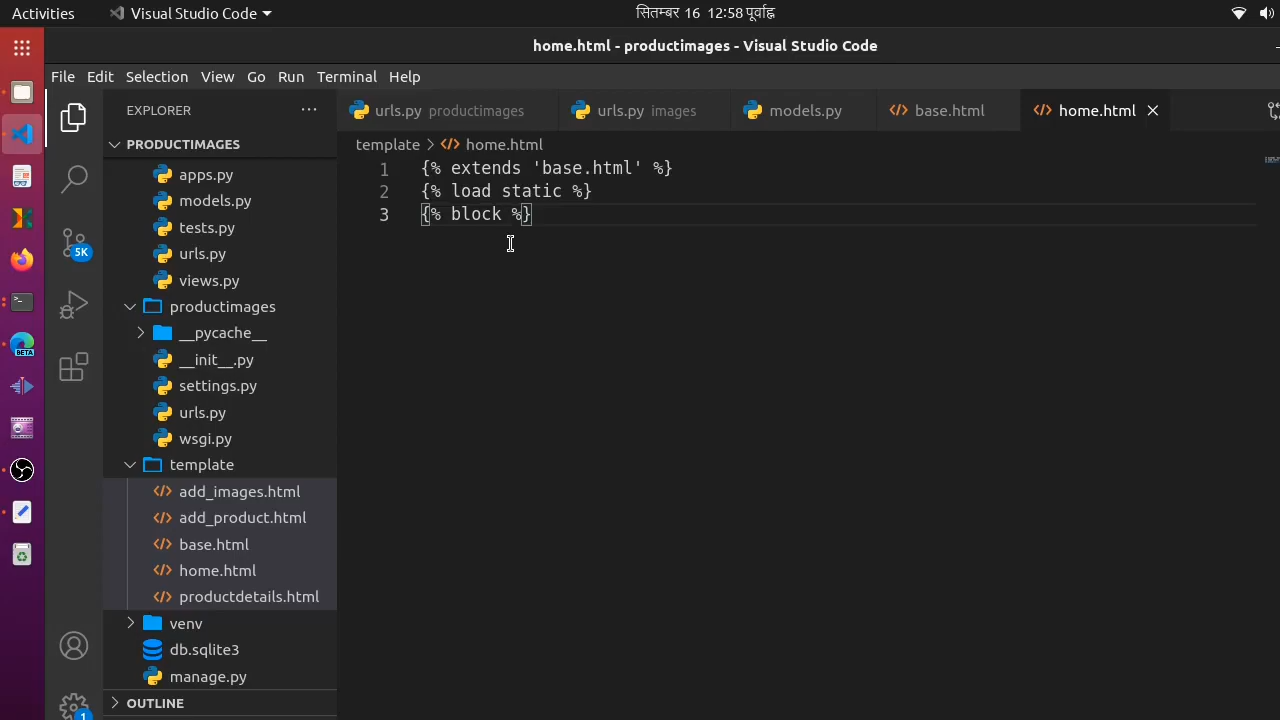 Activities Visual Studio Code सितम्बर 16 12:58 पूर्वाह्न
home.html - productimages - Visual Studio Code
File Edit Selection View Go Run Terminal Help
EXPLORER ... urls.py productimages urls.py images models.py base.html home.html
PRODUCTIMAGES
template > home.html
apps.py
models.py
tests.py
urls.py
views.py
productimages
__pycache__
__init__.py
settings.py
urls.py
wsgi.py
template
add_images.html
add_product.html
base.html
home.html
productdetails.html
venv
db.sqlite3
manage.py
OUTLINE
1 {% extends 'base.html' %}
2 {% load static %}
3 {% block %}
5K
BETA
1